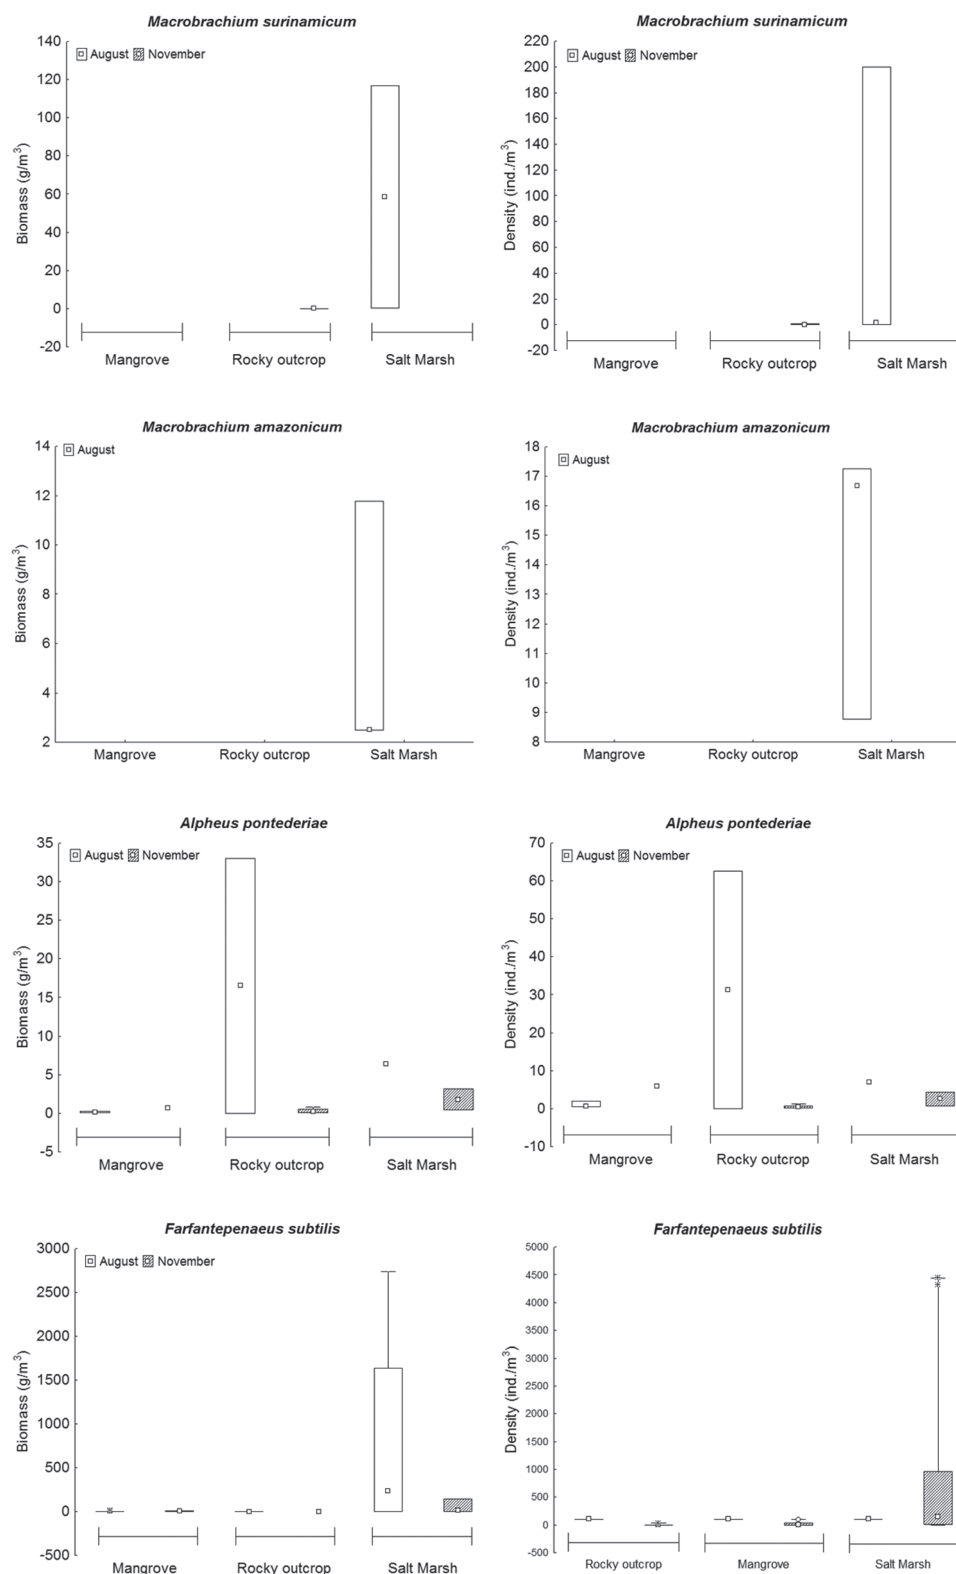 Macrobrachium surinamicum
140
120
100
80
60
40
20
0
-20
Biomass (g/m³)
August November
Mangrove Rocky outcrop Salt Marsh
Macrobrachium surinamicum
220
200
180
160
140
120
100
80
60
40
20
0
-20
Density (ind./m³)
August November
Mangrove Rocky outcrop Salt Marsh
Macrobrachium amazonicum
14
12
10
8
6
4
2
Biomass (g/m³)
August
Mangrove Rocky outcrop Salt Marsh
Macrobrachium amazonicum
18
17
16
15
14
13
12
11
10
9
8
Density (ind./m³)
August
Mangrove Rocky outcrop Salt Marsh
Alpheus pontederiae
35
30
25
20
15
10
5
0
-5
Biomass (g/m³)
August November
Mangrove Rocky outcrop Salt Marsh
Alpheus pontederiae
70
60
50
40
30
20
10
0
-10
Density (ind./m³)
August November
Mangrove Rocky outcrop Salt Marsh
Farfantepenaeus subtilis
3000
2500
2000
1500
1000
500
0
-500
Biomass (g/m³)
August November
Mangrove Rocky outcrop Salt Marsh
Farfantepenaeus subtilis
5000
4500
4000
3500
3000
2500
2000
1500
1000
500
0
-500
Density (ind./m³)
Rocky outcrop Mangrove Salt Marsh